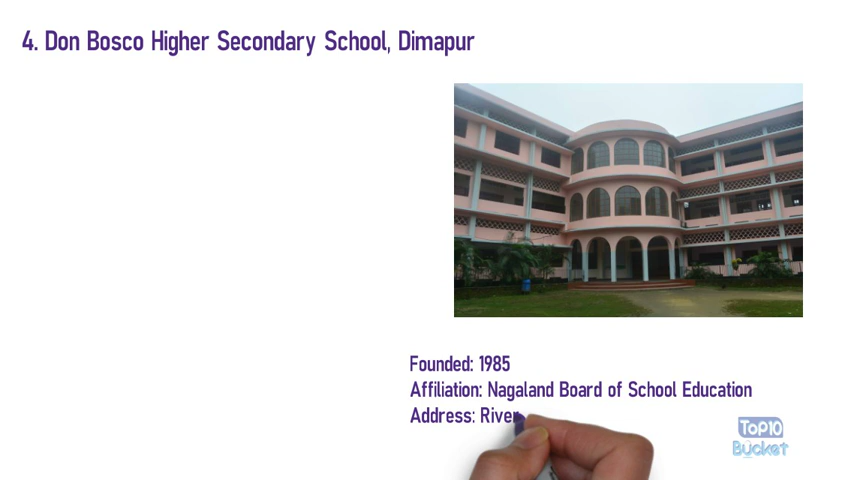 4. Don Bosco Higher Secondary School, Dimapur
Founded: 1985
Affiliation: Nagaland Board of School Education
Address: River
Top10
Bucket